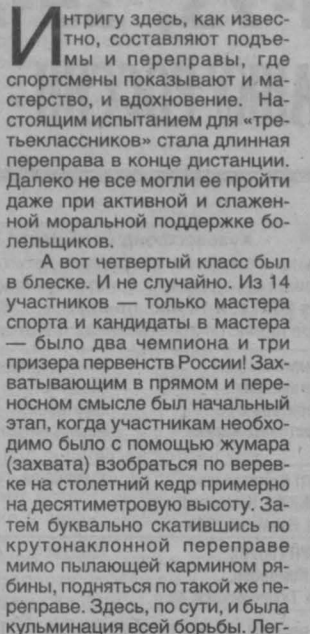 Интригу здесь, как извес-
тно, составляют подъе-
мы и переправы, где
спортсмены показывают и ма-
стерство, и вдохновение. На-
стоящим испытанием для «тре-
тьеклассников» стала длинная
переправа в конце дистанции.
Далеко не все могли ее пройти
даже при активной и слажен-
ной моральной поддержке бо-
лельщиков.
А вот четвертый класс был
в блеске. И не случайно. Из 14
участников — только мастера
спорта и кандидаты в мастера
— было два чемпиона и три
призера первенств России! Зах-
ватывающим в прямом и пере-
носном смысле был начальный
этап, когда участникам необхо-
димо было с помощью жумара
(захвата) взобраться по верев-
ке на столетний кедр примерно
на десятиметровую высоту. За-
тем буквально скатившись по
крутонаклонной переправе
мимо пылающей кармином ря-
бины, подняться по такой же пе-
реправе. Здесь, по сути, и была
кульминация всей борьбы. Лег-